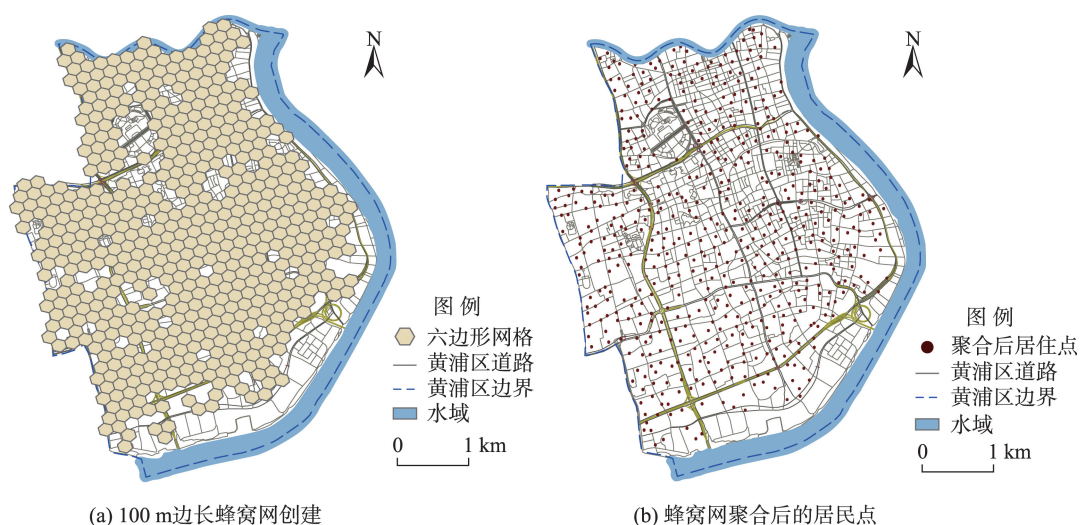 N
图 例
六边形网格
黄浦区道路
黄浦区边界
水域
0 1 km
(a) 100 m边长蜂窝网创建
N
图 例
聚合后居住点
黄浦区道路
黄浦区边界
水域
0 1 km
(b) 蜂窝网聚合后的居民点